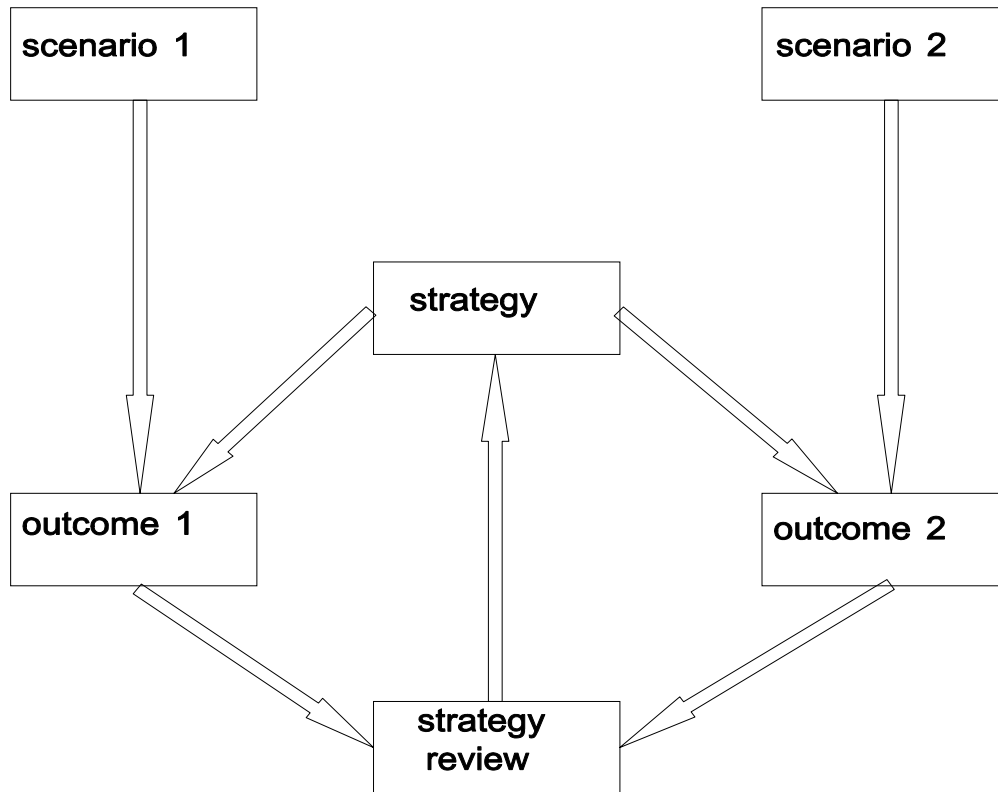 scenario 1
scenario 2
strategy
outcome 1
outcome 2
strategy
review